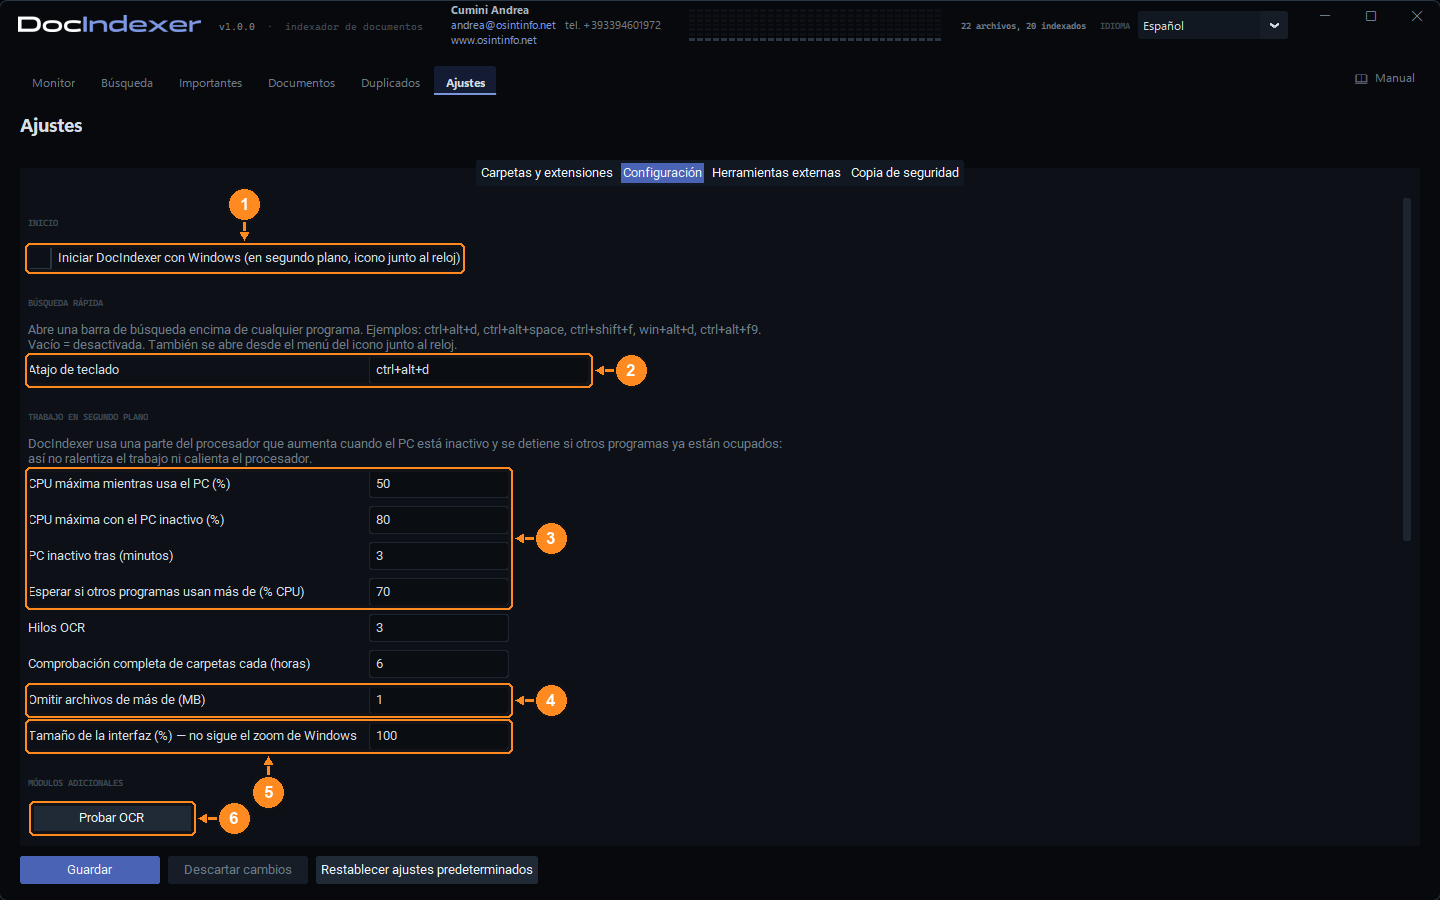 DocIndexer v1.0.0 · indexador de documentos
Cumini Andrea
andrea@osintinfo.net tel. +393394601972
www.osintinfo.net
22 archivos, 20 indexados IDIOMA Español
Monitor Búsqueda Importantes Documentos Duplicados Ajustes Manual
Ajustes
Carpetas y extensiones Configuración Herramientas externas Copia de seguridad
1
INICIO
Iniciar DocIndexer con Windows (en segundo plano, icono junto al reloj)
BÚSQUEDA RÁPIDA
Abre una barra de búsqueda encima de cualquier programa. Ejemplos: ctrl+alt+d, ctrl+alt+space, ctrl+shift+f, win+alt+d, ctrl+alt+f9.
Vacío = desactivada. También se abre desde el menú del icono junto al reloj.
Atajo de teclado ctrl+alt+d 2
TRABAJO EN SEGUNDO PLANO
DocIndexer usa una parte del procesador que aumenta cuando el PC está inactivo y se detiene si otros programas ya están ocupados:
así no ralentiza el trabajo ni calienta el procesador.
CPU máxima mientras usa el PC (%) 50
CPU máxima con el PC inactivo (%) 80
3
PC inactivo tras (minutos) 3
Esperar si otros programas usan más de (% CPU) 70
Hilos OCR 3
Comprobación completa de carpetas cada (horas) 6
Omitir archivos de más de (MB) 1 4
Tamaño de la interfaz (%) — no sigue el zoom de Windows 100
5
MÓDULOS ADICIONALES
Probar OCR 6
Guardar Descartar cambios Restablecer ajustes predeterminados